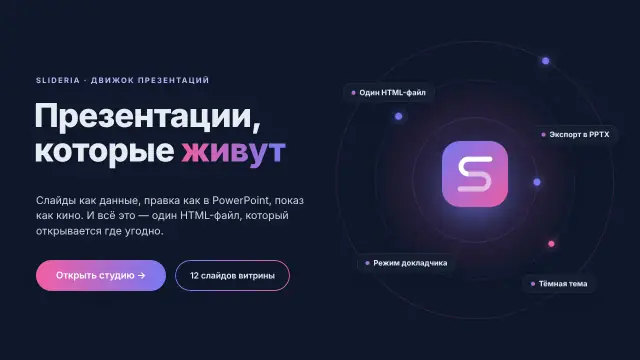 SLIDERIA · ДВИЖОК ПРЕЗЕНТАЦИЙ
Презентации,
которые живут
Слайды как данные, правка как в PowerPoint, показ
как кино. И всё это — один HTML-файл, который
открывается где угодно.
Открыть студию →
12 слайдов витрины
Один HTML-файл
Экспорт в PPTX
S
Режим докладчика
Тёмная тема